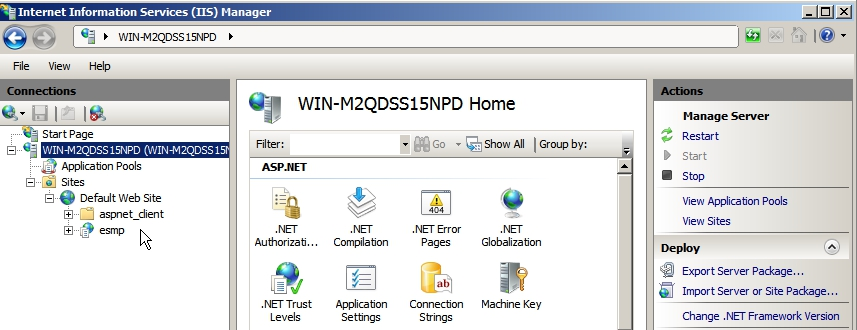 Internet Information Services (IIS) Manager
WIN-M2QDSS15NPD
File View Help
Connections
Start Page
WIN-M2QDSS15NPD (WIN-M2QDSS15N
Application Pools
Sites
Default Web Site
aspnet_client
esmp
WIN-M2QDSS15NPD Home
Filter: Go Show All Group by:
ASP.NET
.NET Authorizati...
.NET Compilation
.NET Error Pages
.NET Globalization
404
.NET Trust Levels
Application Settings
ab
Connection Strings
Machine Key
Actions
Manage Server
Restart
Start
Stop
View Application Pools
View Sites
Deploy
Export Server Package...
Import Server or Site Package...
Change .NET Framework Version